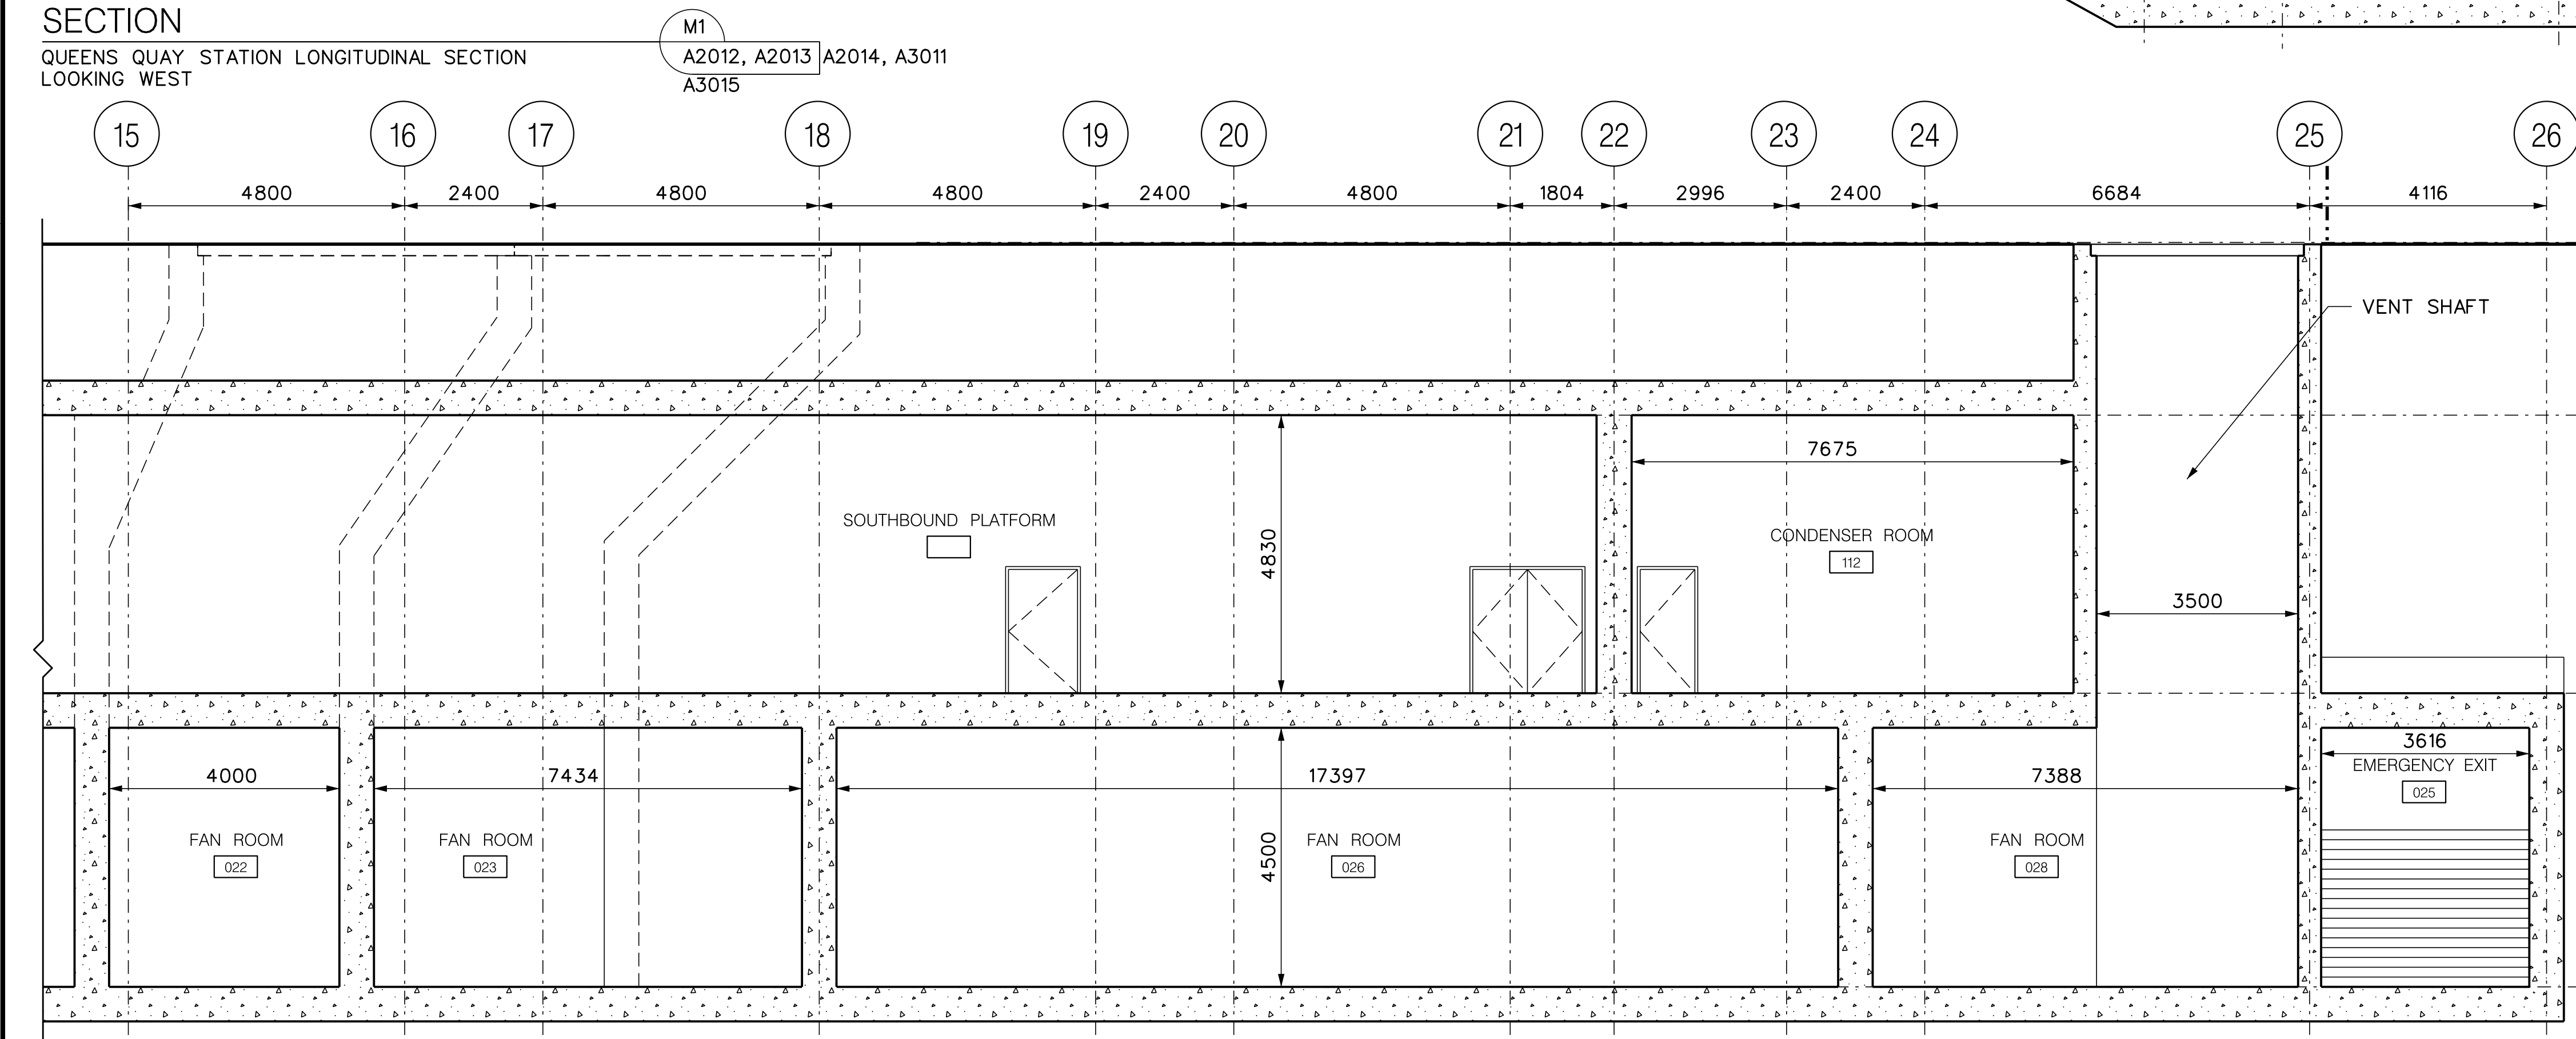 SECTION
M1
QUEENS QUAY STATION LONGITUDINAL SECTION
A2012, A2013 A2014, A3011
LOOKING WEST
A3015
15 16 17 18 19 20 21 22 23 24 25 26
4800 2400 4800 4800 2400 4800 1804 2996 2400 6684 4116
VENT SHAFT
7675
SOUTHBOUND PLATFORM
CONDENSER ROOM
112
4830
3500
3616
EMERGENCY EXIT
025
4000 7434 17397 7388
4500
FAN ROOM
022
FAN ROOM
023
FAN ROOM
026
FAN ROOM
028